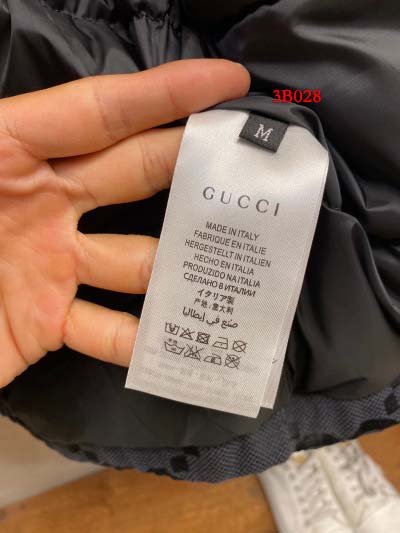 3B028
M
GUCCI
MADE IN ITALY
FABRIQUE EN ITALIE
HERGESTELLT IN ITALIEN
HECHO EN ITALIA
PRODUZIDO NA ITALIA
СДЕЛАНО В ИТАЛИИ
イタリア製
产地：意大利
صنع في إيطاليا